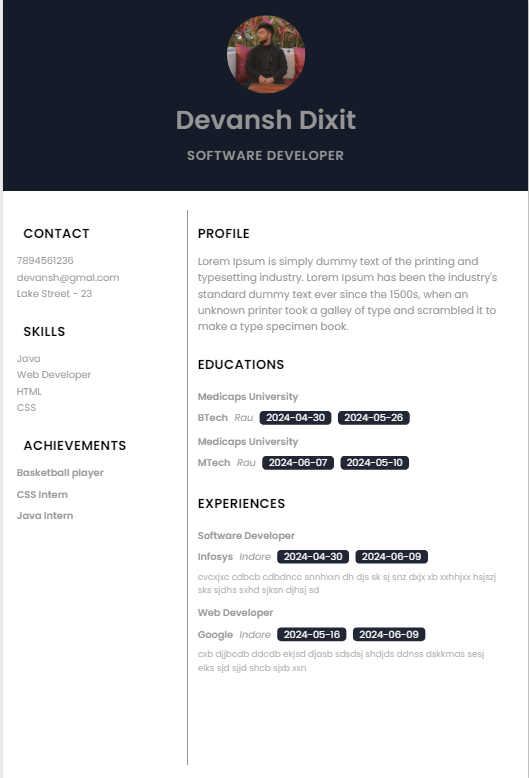 Devansh Dixit
SOFTWARE DEVELOPER
CONTACT
7894561236
devansh@gmal.com
Lake Street - 23
SKILLS
Java
Web Developer
HTML
CSS
ACHIEVEMENTS
Basketball player
CSS Intern
Java Intern
PROFILE
Lorem Ipsum is simply dummy text of the printing and
typesetting industry. Lorem Ipsum has been the industry's
standard dummy text ever since the 1500s, when an
unknown printer took a galley of type and scrambled it to
make a type specimen book.
EDUCATIONS
Medicaps University
BTech Rau 2024-04-30 2024-05-26
Medicaps University
MTech Rau 2024-06-07 2024-05-10
EXPERIENCES
Software Developer
Infosys Indore 2024-04-30 2024-06-09
cvcxjxc cdbcb cdbdncc snnhxxn dh djs sk sj snz dxjx xb xxhhjxx hsjszj
sks sjdhs sxhd sjksn djhsj sd
Web Developer
Google Indore 2024-05-16 2024-06-09
cxb djjbcdb ddcdb ekjsd djasb sdsdsj shdjds ddnss dskkmas sesj
eiks sjd sjjd shcb sjxb xxn